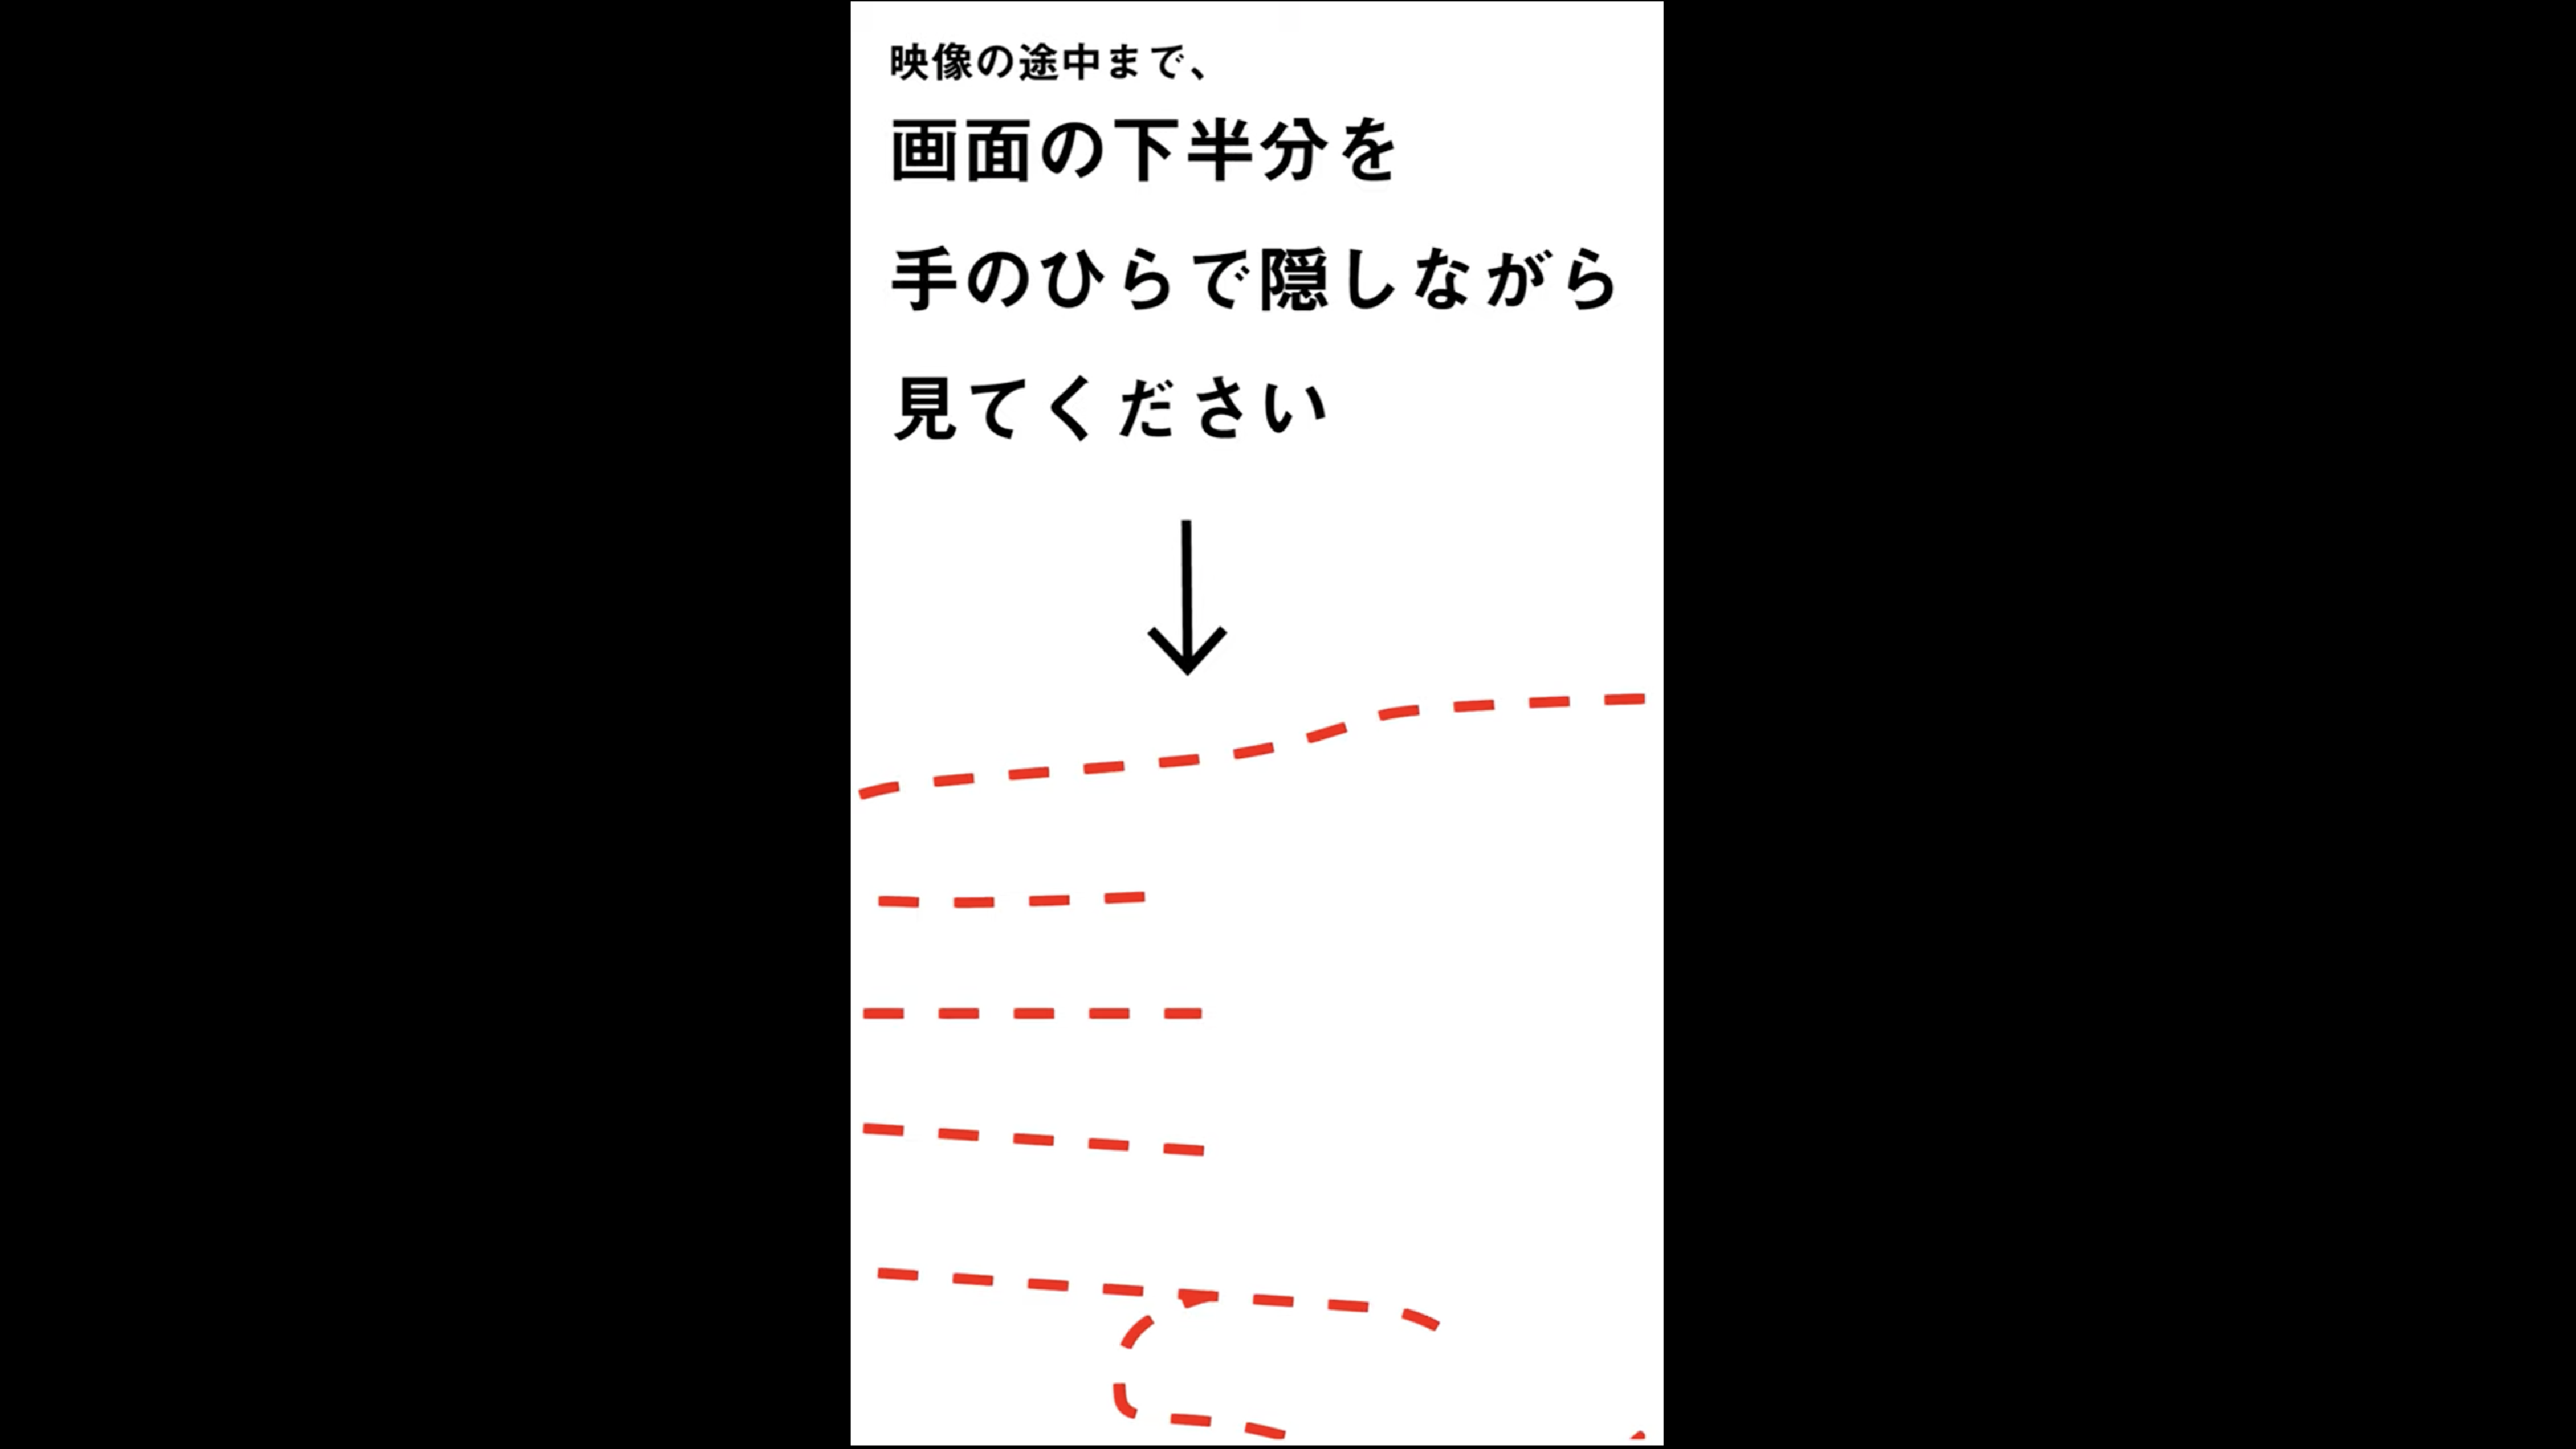 映像の途中まで、
画面の下半分を
手のひらで隠しながら
見てください